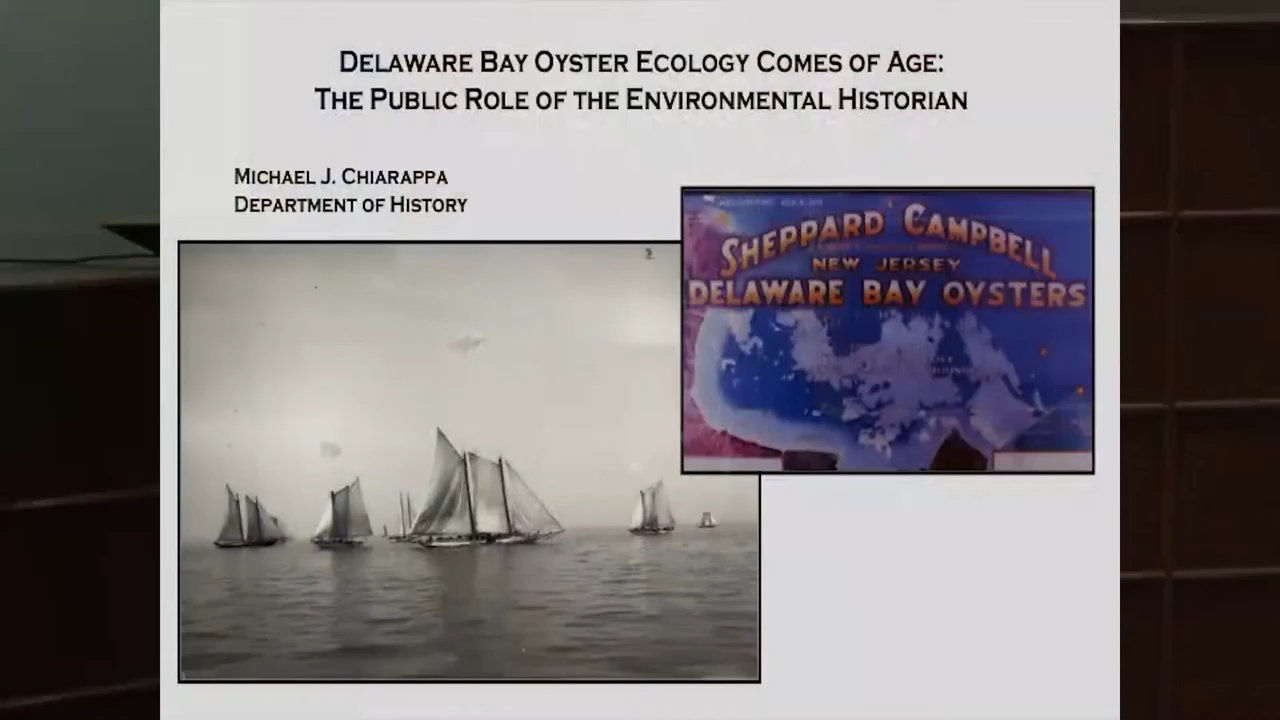 DELAWARE BAY OYSTER ECOLOGY COMES OF AGE:
THE PUBLIC ROLE OF THE ENVIRONMENTAL HISTORIAN
MICHAEL J. CHIARAPPA
DEPARTMENT OF HISTORY
SHEPPARD CAMPBELL
NEW JERSEY
DELAWARE BAY OYSTERS